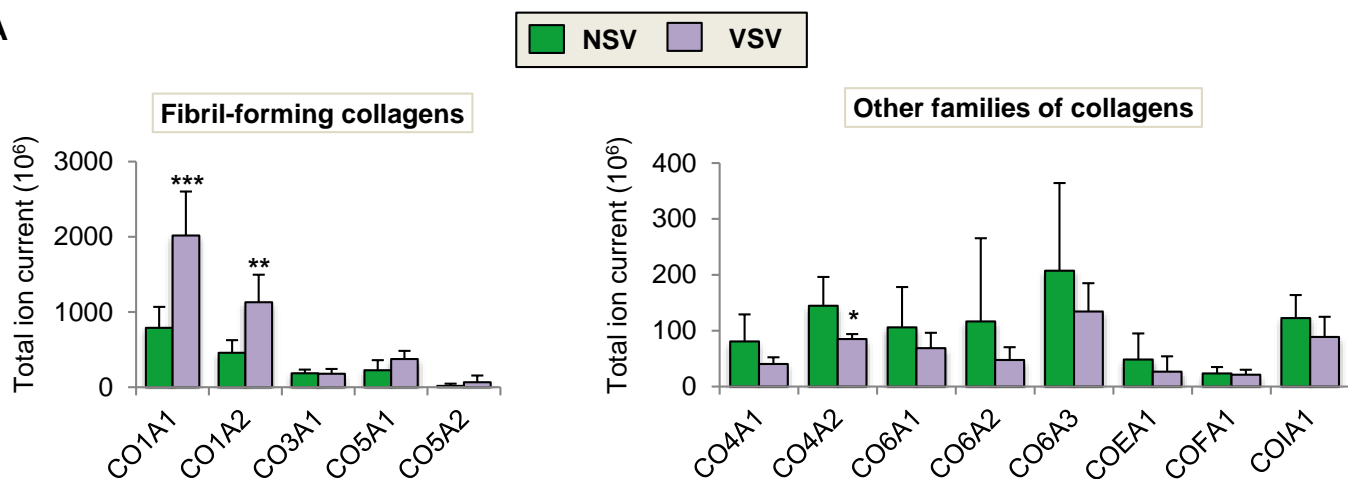 A
NSV VSV
Fibril-forming collagens
Other families of collagens
Total ion current (10⁶)
3000
2000
1000
0
***
**
CO1A1 CO1A2 CO3A1 CO5A1 CO5A2
Total ion current (10⁶)
400
300
200
100
0
*
CO4A1 CO4A2 CO6A1 CO6A2 CO6A3 COEA1 COFA1 COIA1